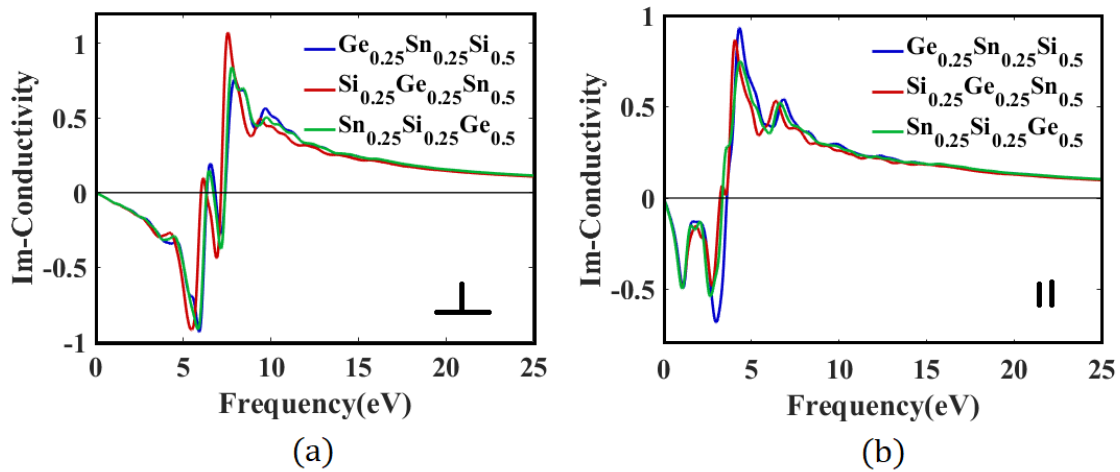 1
0.5
0
-0.5
-1
Im-Conductivity
Ge0.25Sn0.25Si0.5
Si0.25Ge0.25Sn0.5
Sn0.25Si0.25Ge0.5
⊥
0 5 10 15 20 25
Frequency(eV)
(a)
1
0.5
0
-0.5
Im-Conductivity
Ge0.25Sn0.25Si0.5
Si0.25Ge0.25Sn0.5
Sn0.25Si0.25Ge0.5
||
0 5 10 15 20 25
Frequency(eV)
(b)